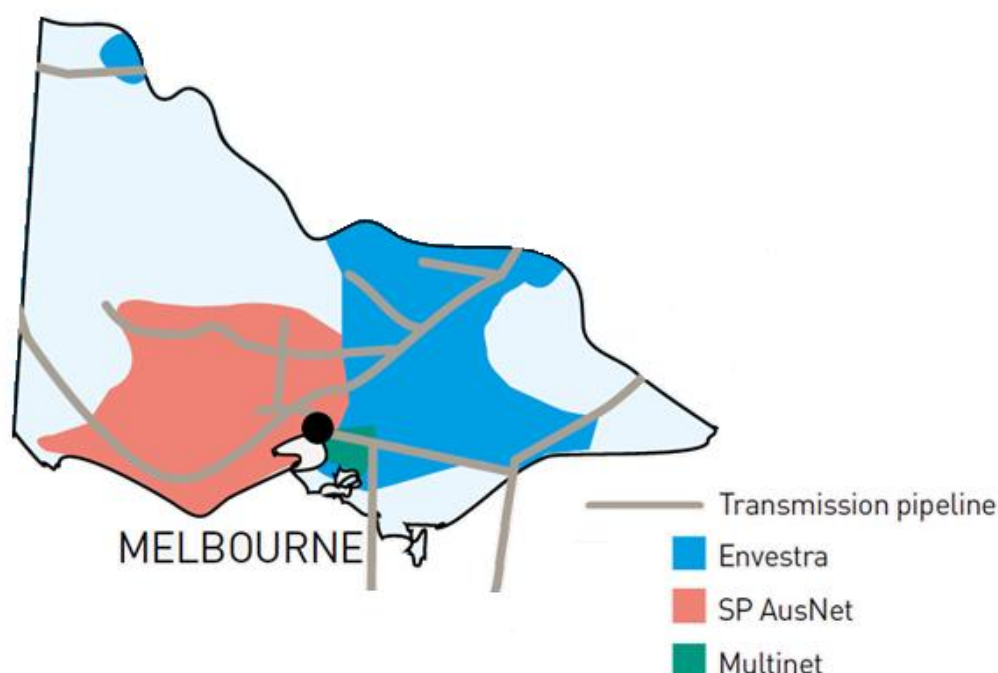 MELBOURNE
Transmission pipeline
Envestra
SP AusNet
Multinet